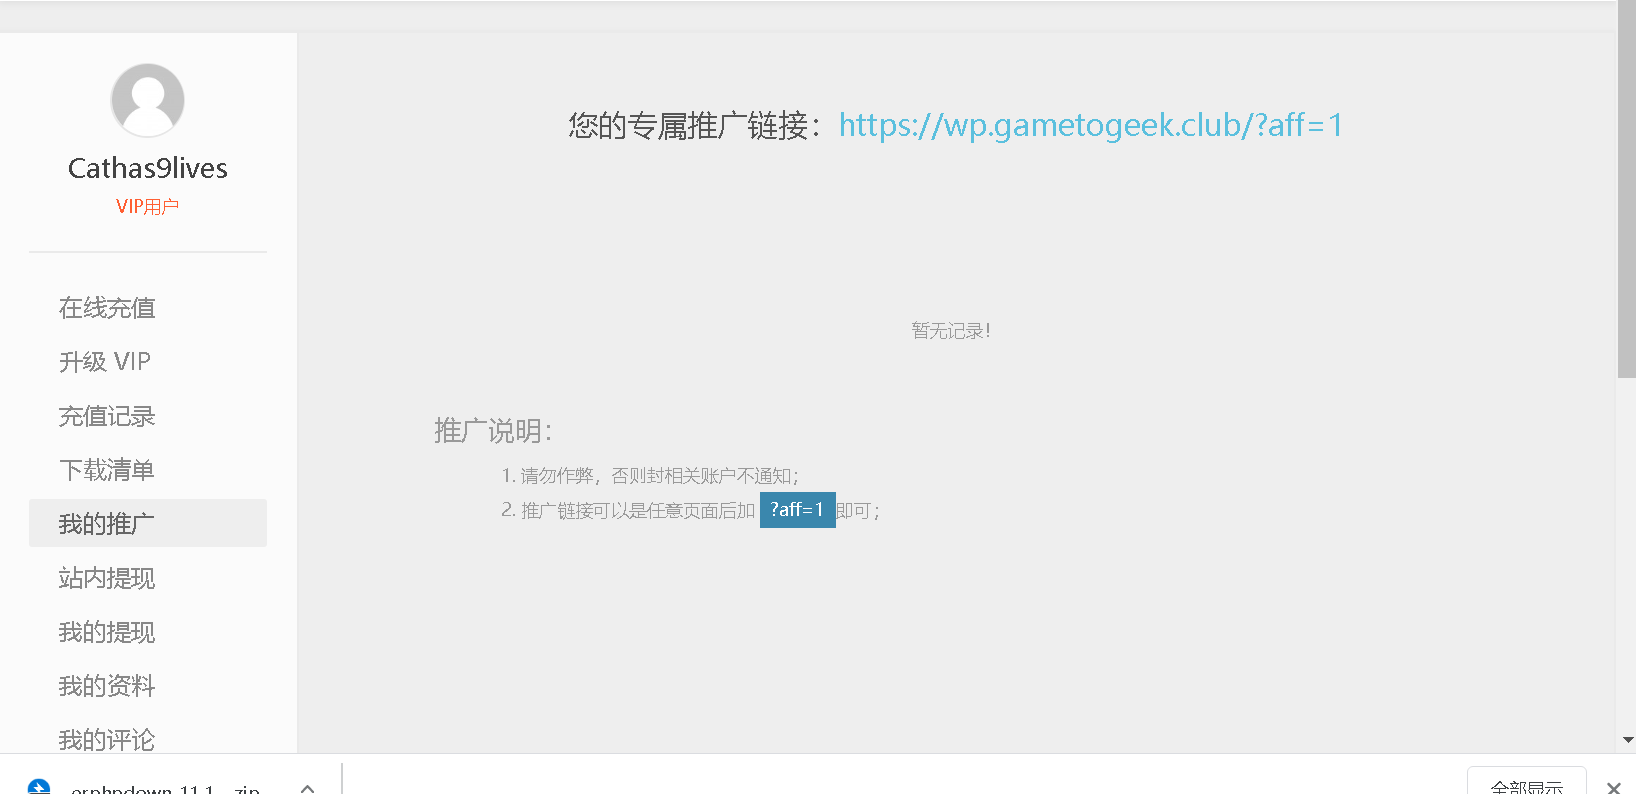 Cathas9lives
VIP用户
在线充值
升级 VIP
充值记录
下载清单
我的推广
站内提现
我的提现
我的资料
我的评论
您的专属推广链接：https://wp.gametogeek.club/?aff=1
暂无记录！
推广说明：
1. 请勿作弊，否则封相关账户不通知；
2. 推广链接可以是任意页面后加 ?aff=1 即可；
erphpdown 11.1...zip
全部显示